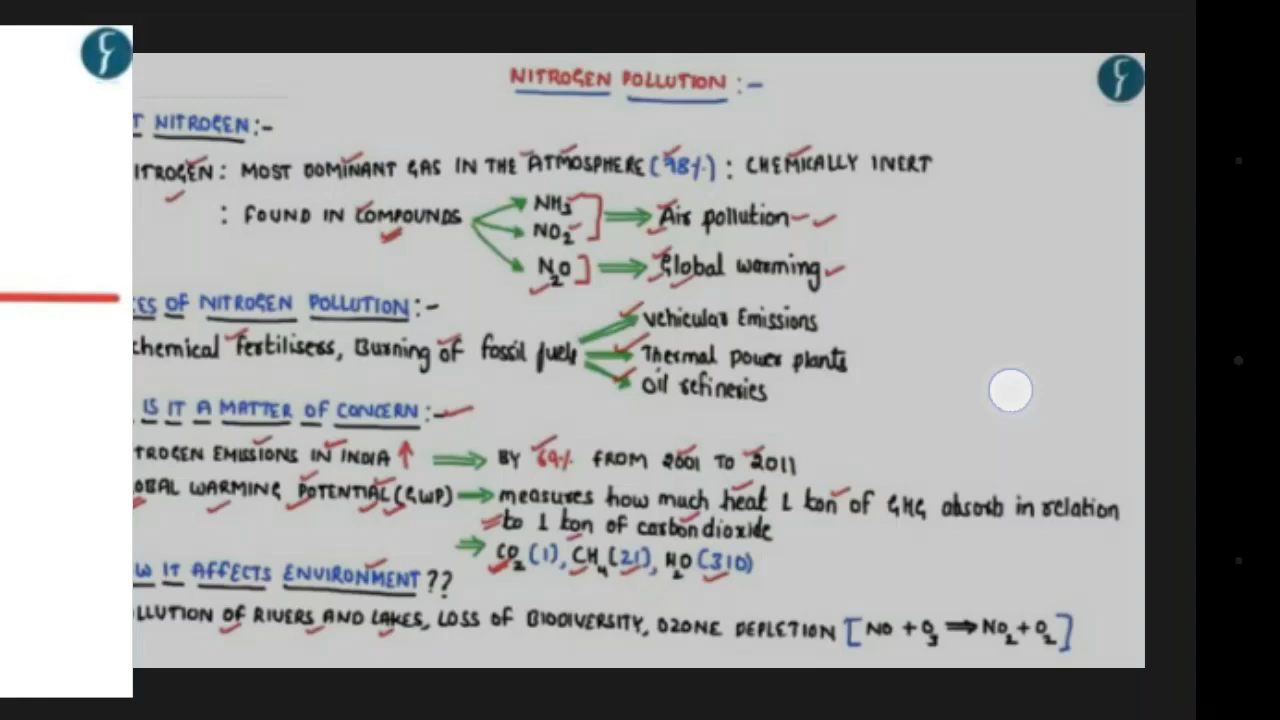 NITROGEN POLLUTION :-
T NITROGEN:-
ITROGEN : MOST DOMINANT GAS IN THE ATMOSPHERE (78%) : CHEMICALLY INERT
: FOUND IN COMPOUNDS
NH3
NO2
Air pollution
N2O
Global warming
CES OF NITROGEN POLLUTION:-
chemical fertilisers, Burning of fossil fuels
vehicular Emissions
Thermal power plants
Oil refineries
IS IT A MATTER OF CONCERN:-
TROGEN EMISSIONS IN INDIA ↑ ⇒ BY 69% FROM 2001 TO 2011
OBAL WARMING POTENTIAL (GWP) → measures how much heat 1 ton of GHG absorb in relation
to 1 ton of carbondioxide
⇒ CO2 (1), CH4 (21), N2O (310)
W IT AFFECTS ENVIRONMENT ??
LLUTION OF RIVERS AND LAKES, LOSS OF BIODIVERSITY, OZONE DEPLETION [NO + O3 ⇒ NO2 + O2]